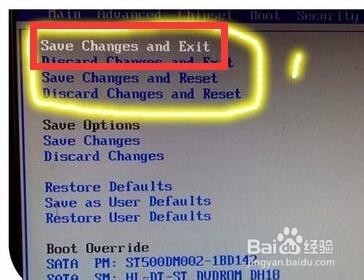 Main Advanced Chipset Boot Security
Save Changes and Exit
Discard Changes and Exit
Save Changes and Reset
Discard Changes and Reset
Save Options
Save Changes
Discard Changes
Restore Defaults
Save as User Defaults
Restore User Defaults
Boot Override
SATA PM: ST500DM002-1BD142
SATA SM: HL-DT-ST DVDROM DH18
Baidu 经验
jingyan.baidu.com